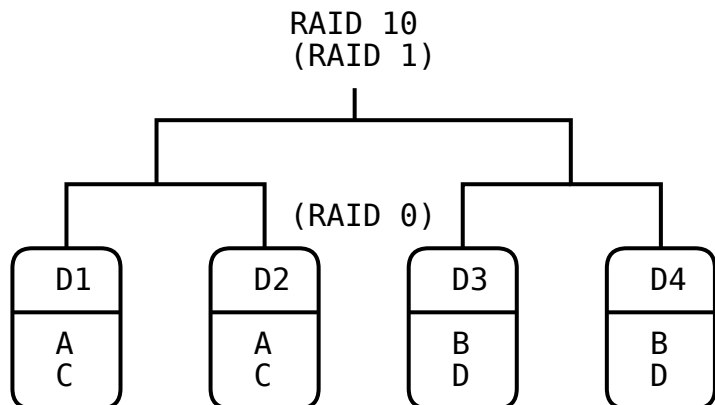 RAID 10
(RAID 1)
(RAID 0)
D1 D2 D3 D4
A A B B
C C D D